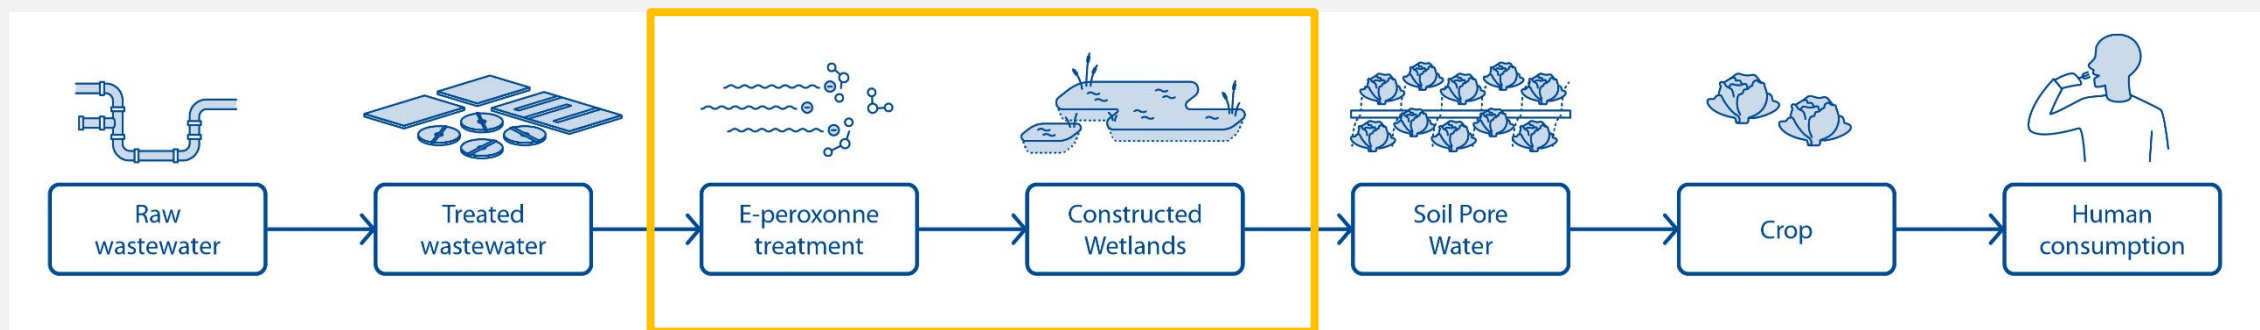 Raw
wastewater
Treated
wastewater
E-peroxonne
treatment
Constructed
Wetlands
Soil Pore
Water
Crop
Human
consumption